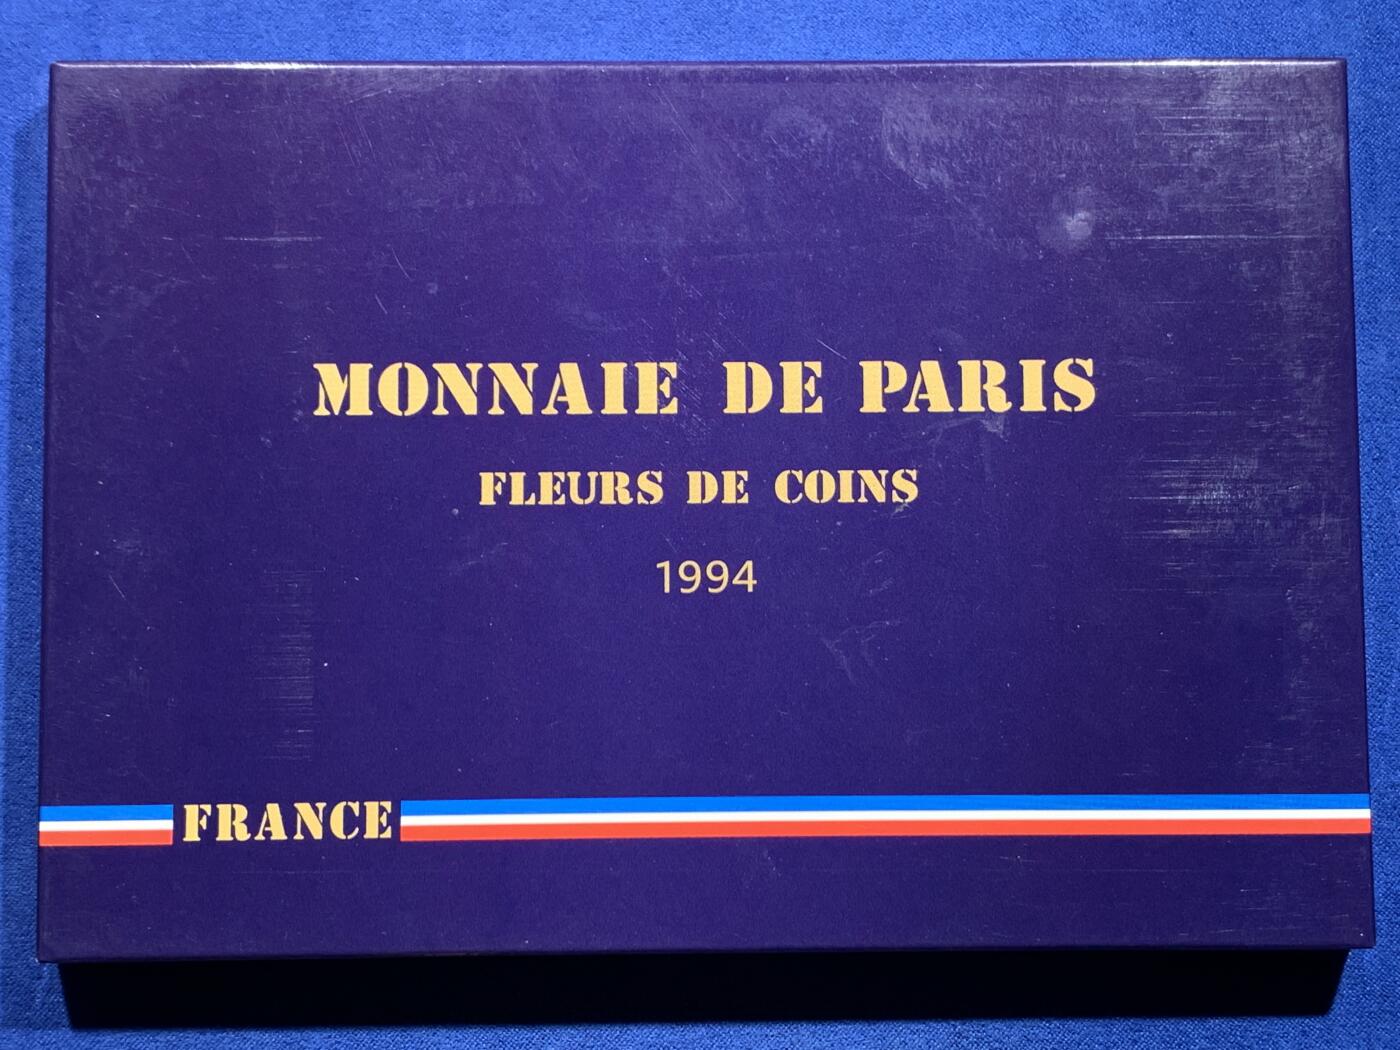 MONNAIE DE PARIS
FLEURS DE COINS
1994
FRANCE